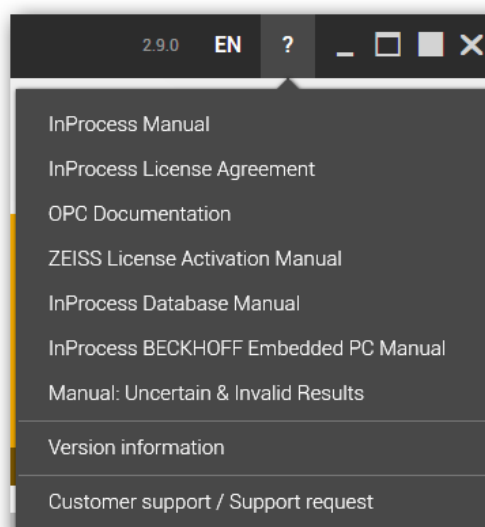 2.9.0 EN ?
InProcess Manual
InProcess License Agreement
OPC Documentation
ZEISS License Activation Manual
InProcess Database Manual
InProcess BECKHOFF Embedded PC Manual
Manual: Uncertain & Invalid Results
Version information
Customer support / Support request